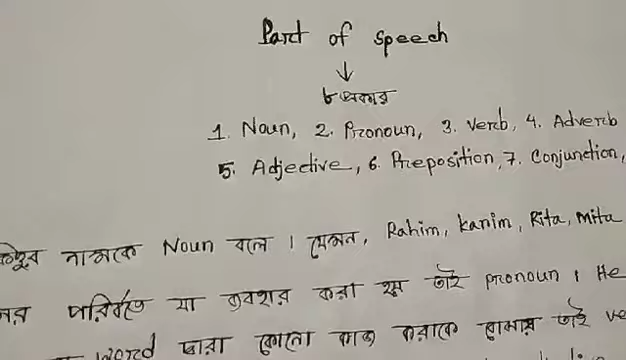 Part of speech
↓
৮ প্রকার
1. Noun, 2. Pronoun, 3. Verb, 4. Adverb
5. Adjective, 6. Preposition, 7. Conjunction,
কিছুর নামকে Noun বলে । যেমন, Rahim, Karim, Rita, Mita
পরিবর্তে যা ব্যবহার করা হয় তাই pronoun । He
word দ্বারা কোনো কাজ করাকে বোঝায় তাই ve